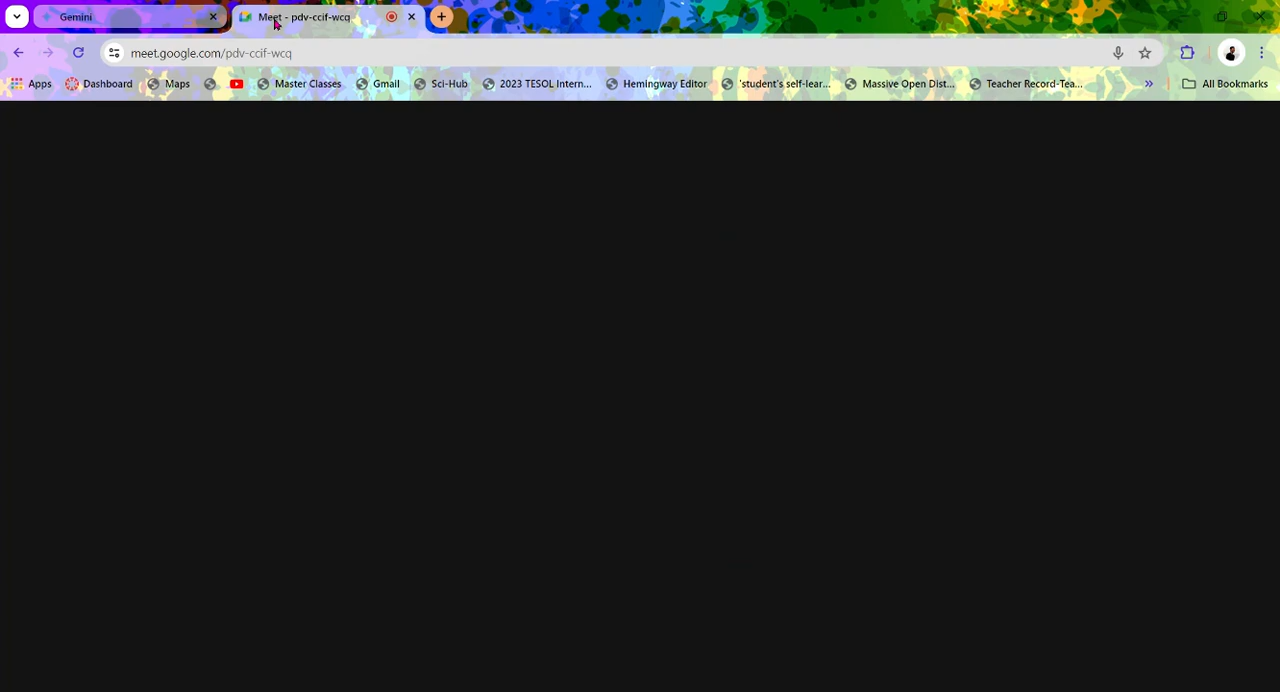 Gemini
Meet - pdv-ccif-wcq
meet.google.com/pdv-ccif-wcq
Apps Dashboard Maps Master Classes Gmail Sci-Hub 2023 TESOL Intern... Hemingway Editor 'student's self-lear... Massive Open Dist... Teacher Record-Tea... » All Bookmarks